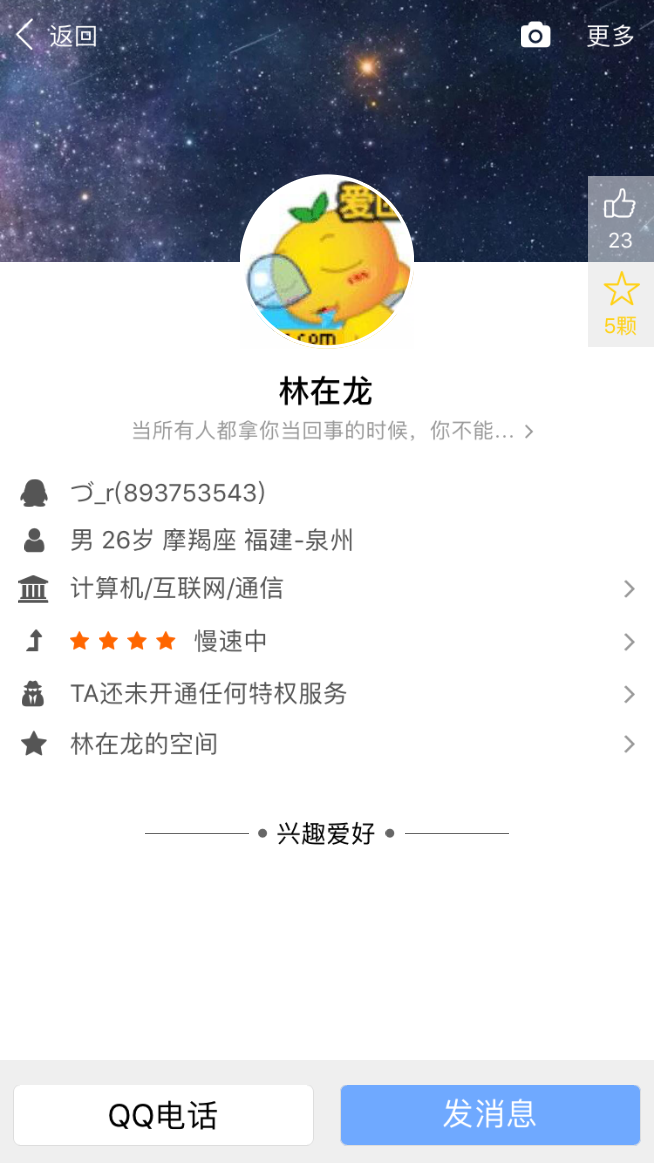 返回
更多
23
5颗
.com
林在龙
当所有人都拿你当回事的时候，你不能...
づ_r(893753543)
男 26岁 摩羯座 福建-泉州
计算机/互联网/通信
慢速中
TA还未开通任何特权服务
林在龙的空间
兴趣爱好
QQ电话
发消息